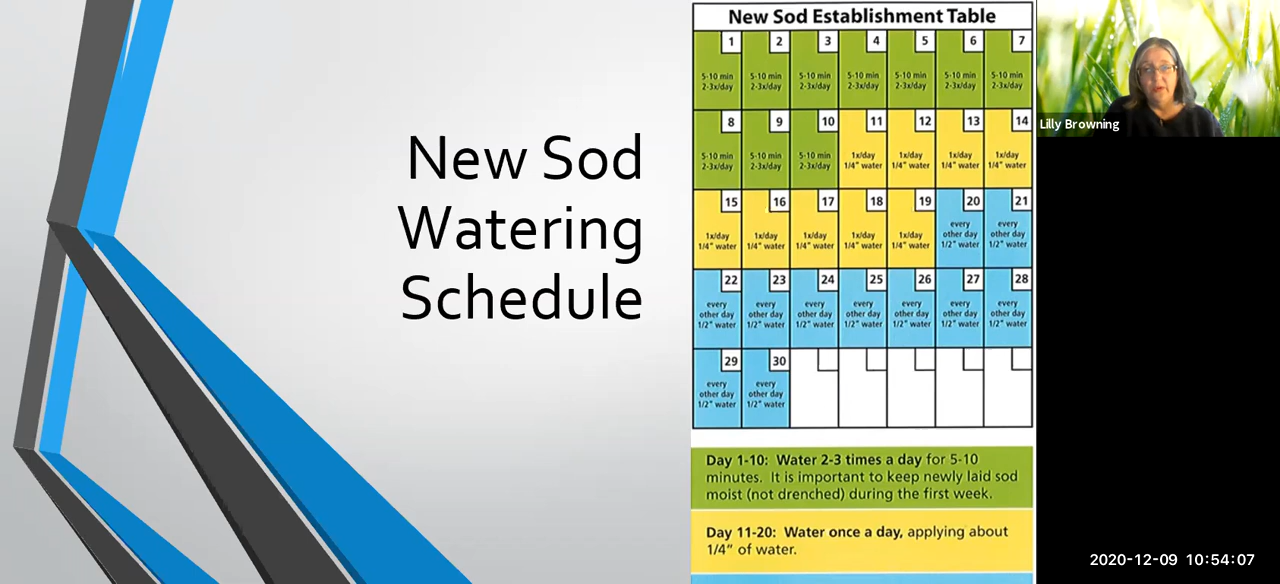 New Sod
Watering
Schedule
New Sod Establishment Table
1 2 3 4 5 6 7
5-10 min 5-10 min 5-10 min 5-10 min 5-10 min 5-10 min 5-10 min
2-3x/day 2-3x/day 2-3x/day 2-3x/day 2-3x/day 2-3x/day 2-3x/day
8 9 10 11 12 13 14
5-10 min 5-10 min 5-10 min 1x/day 1x/day 1x/day 1x/day
2-3x/day 2-3x/day 2-3x/day 1/4" water 1/4" water 1/4" water 1/4" water
15 16 17 18 19 20 21
1x/day 1x/day 1x/day 1x/day 1x/day every every
1/4" water 1/4" water 1/4" water 1/4" water 1/4" water other day other day
1/2" water 1/2" water
22 23 24 25 26 27 28
every every every every every every every
other day other day other day other day other day other day other day
1/2" water 1/2" water 1/2" water 1/2" water 1/2" water 1/2" water 1/2" water
29 30
every every
other day other day
1/2" water 1/2" water
Day 1-10: Water 2-3 times a day for 5-10
minutes. It is important to keep newly laid sod
moist (not drenched) during the first week.
Day 11-20: Water once a day, applying about
1/4" of water.
Lilly Browning
2020-12-09 10:54:07